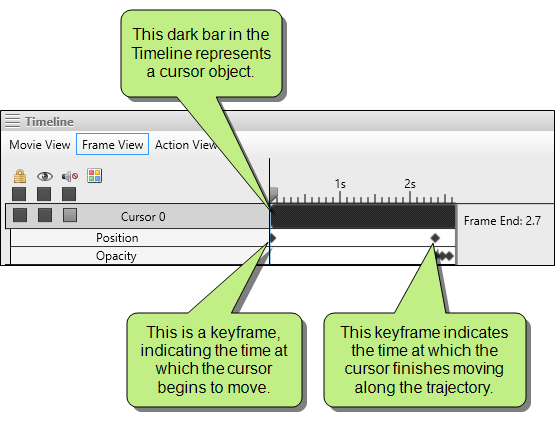 This dark bar in the
Timeline represents
a cursor object.
Timeline
Movie View Frame View Action View
1s 2s
Cursor 0
Frame End: 2.7
Position
Opacity
This is a keyframe,
indicating the time at
which the cursor
begins to move.
This keyframe indicates
the time at which the
cursor finishes moving
along the trajectory.